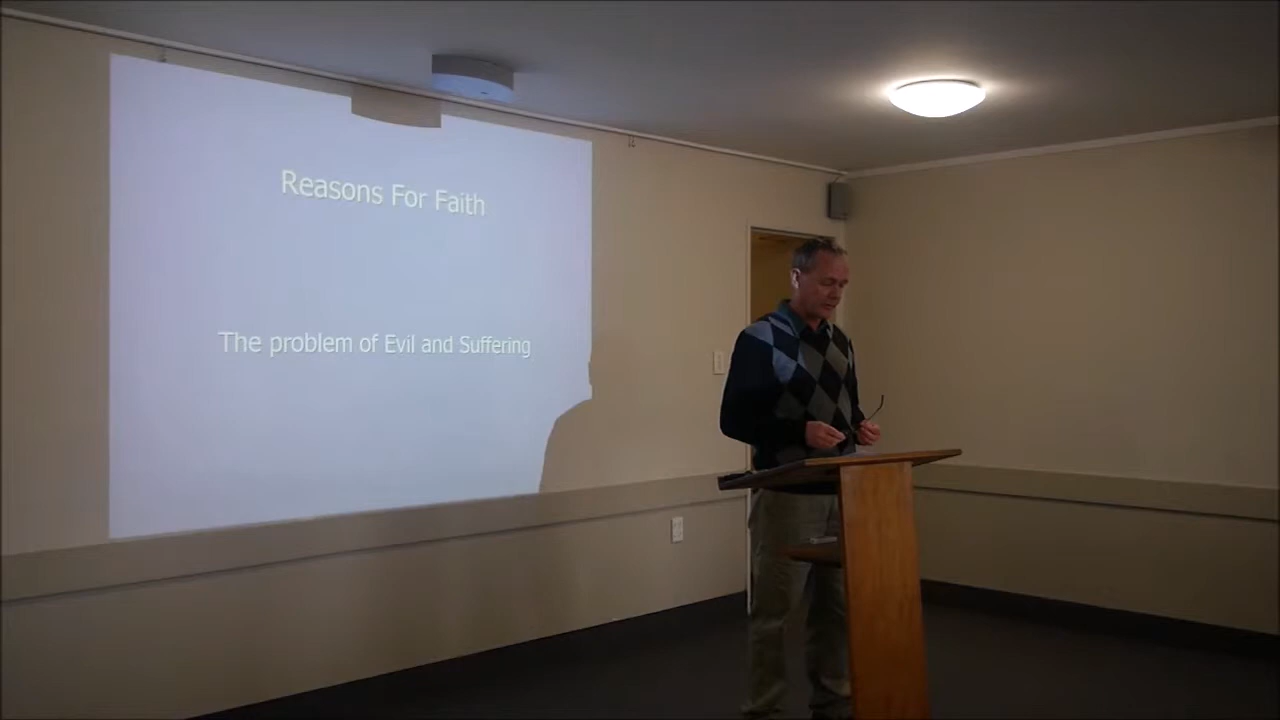 Reasons For Faith
The problem of Evil and Suffering